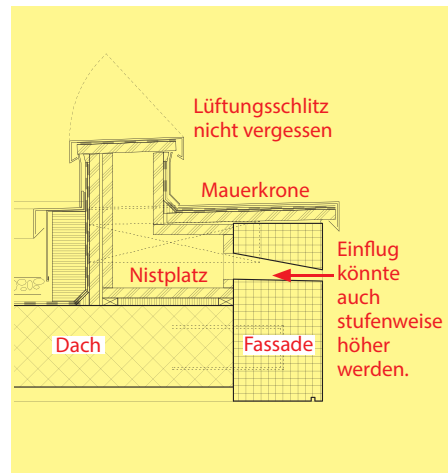 Lüftungsschlitz
nicht vergessen
Mauerkrone
Nistplatz
Einflug
könnte
auch
stufenweise
höher
werden.
Dach
Fassade